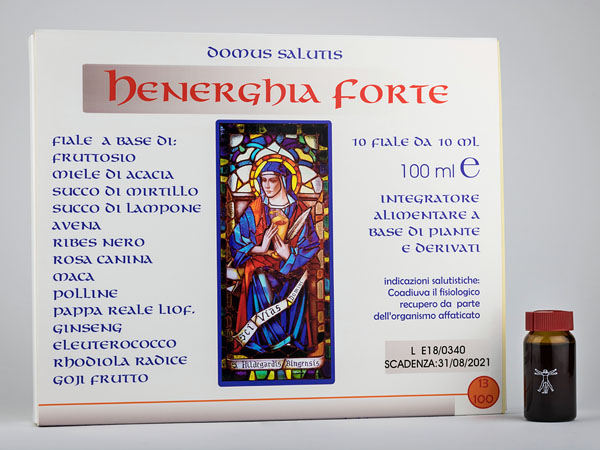 DOMUS SALUTIS
HENERGHIA FORTE
FIALE A BASE DI:
FRUTTOSIO
MIELE DI ACACIA
SUCCO DI MIRTILLO
SUCCO DI LAMPONE
AVENA
RIBES NERO
ROSA CANINA
MACA
POLLINE
PAPPA REALE LIOF.
GINSENG
ELEUTEROCOCCO
RHODIOLA RADICE
GOJI FRUTTO
Sci Vias
S. Hildegardis Bingensis
10 FIALE DA 10 ML
100 ml e
INTEGRATORE
ALIMENTARE A
BASE DI PIANTE
E DERIVATI
indicazioni salutistiche:
Coadiuva il fisiologico
recupero da parte
dell'organismo affaticato
L E18/0340
SCADENZA:31/08/2021
13
100